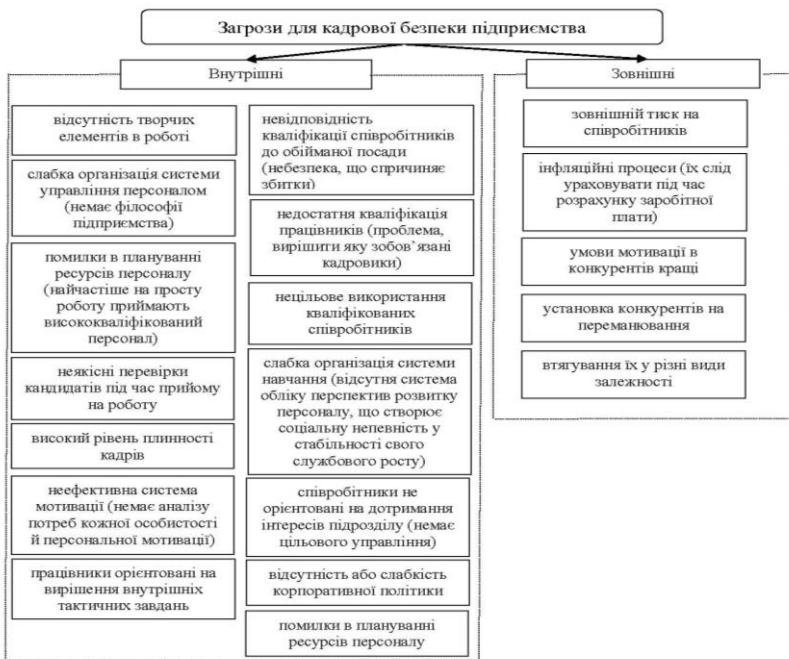 Загрози для кадрової безпеки підприємства
Внутрішні
відсутність творчих
елементів в роботі
слабка організація системи
управління персоналом
(немає філософії
підприємства)
помилки в плануванні
ресурсів персоналу
(найчастіше на просту
роботу приймають
висококваліфікований
персонал)
неякісні перевірки
кандидатів під час прийому
на роботу
високий рівень плинності
кадрів
неефективна система
мотивації (немає аналізу
потреб кожної особистості
й персональної мотивації)
працівники орієнтовані на
вирішення внутрішніх
тактичних завдань
невідповідність
кваліфікації співробітників
до обійманої посади
(небезпека, що спричиняє
збитки)
недостатня кваліфікація
працівників (проблема,
вирішити яку зобов’язані
кадровики)
нецільове використання
кваліфікованих
співробітників
слабка організація системи
навчання (відсутня система
обліку перспектив розвитку
персоналу, що створює
соціальну непевність у
стабільності свого
службового росту)
співробітники не
орієнтовані на дотримання
інтересів підрозділу (немає
цільового управління)
відсутність або слабкість
корпоративної політики
помилки в плануванні
ресурсів персоналу
Зовнішні
зовнішній тиск на
співробітників
інфляційні процеси (їх слід
ураховувати під час
розрахунку заробітної
плати)
умови мотивації в
конкурентів кращі
установка конкурентів на
переманювання
втягування їх у різні види
залежності